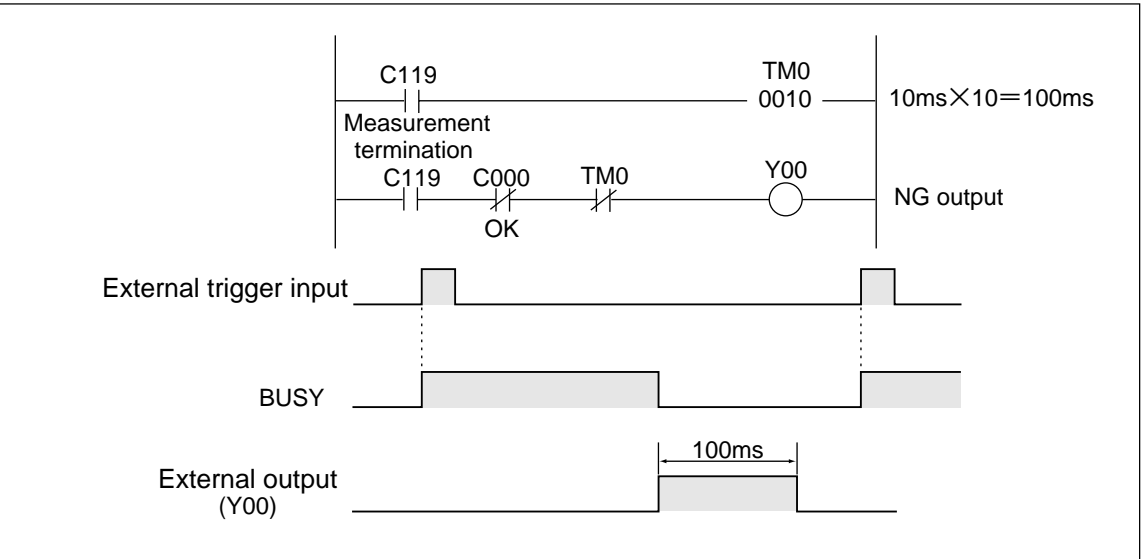 C119 TM0
0010 10ms×10=100ms
Measurement
termination
C119 C000 TM0 Y00
NG output
OK
External trigger input
BUSY
100ms
External output
(Y00)